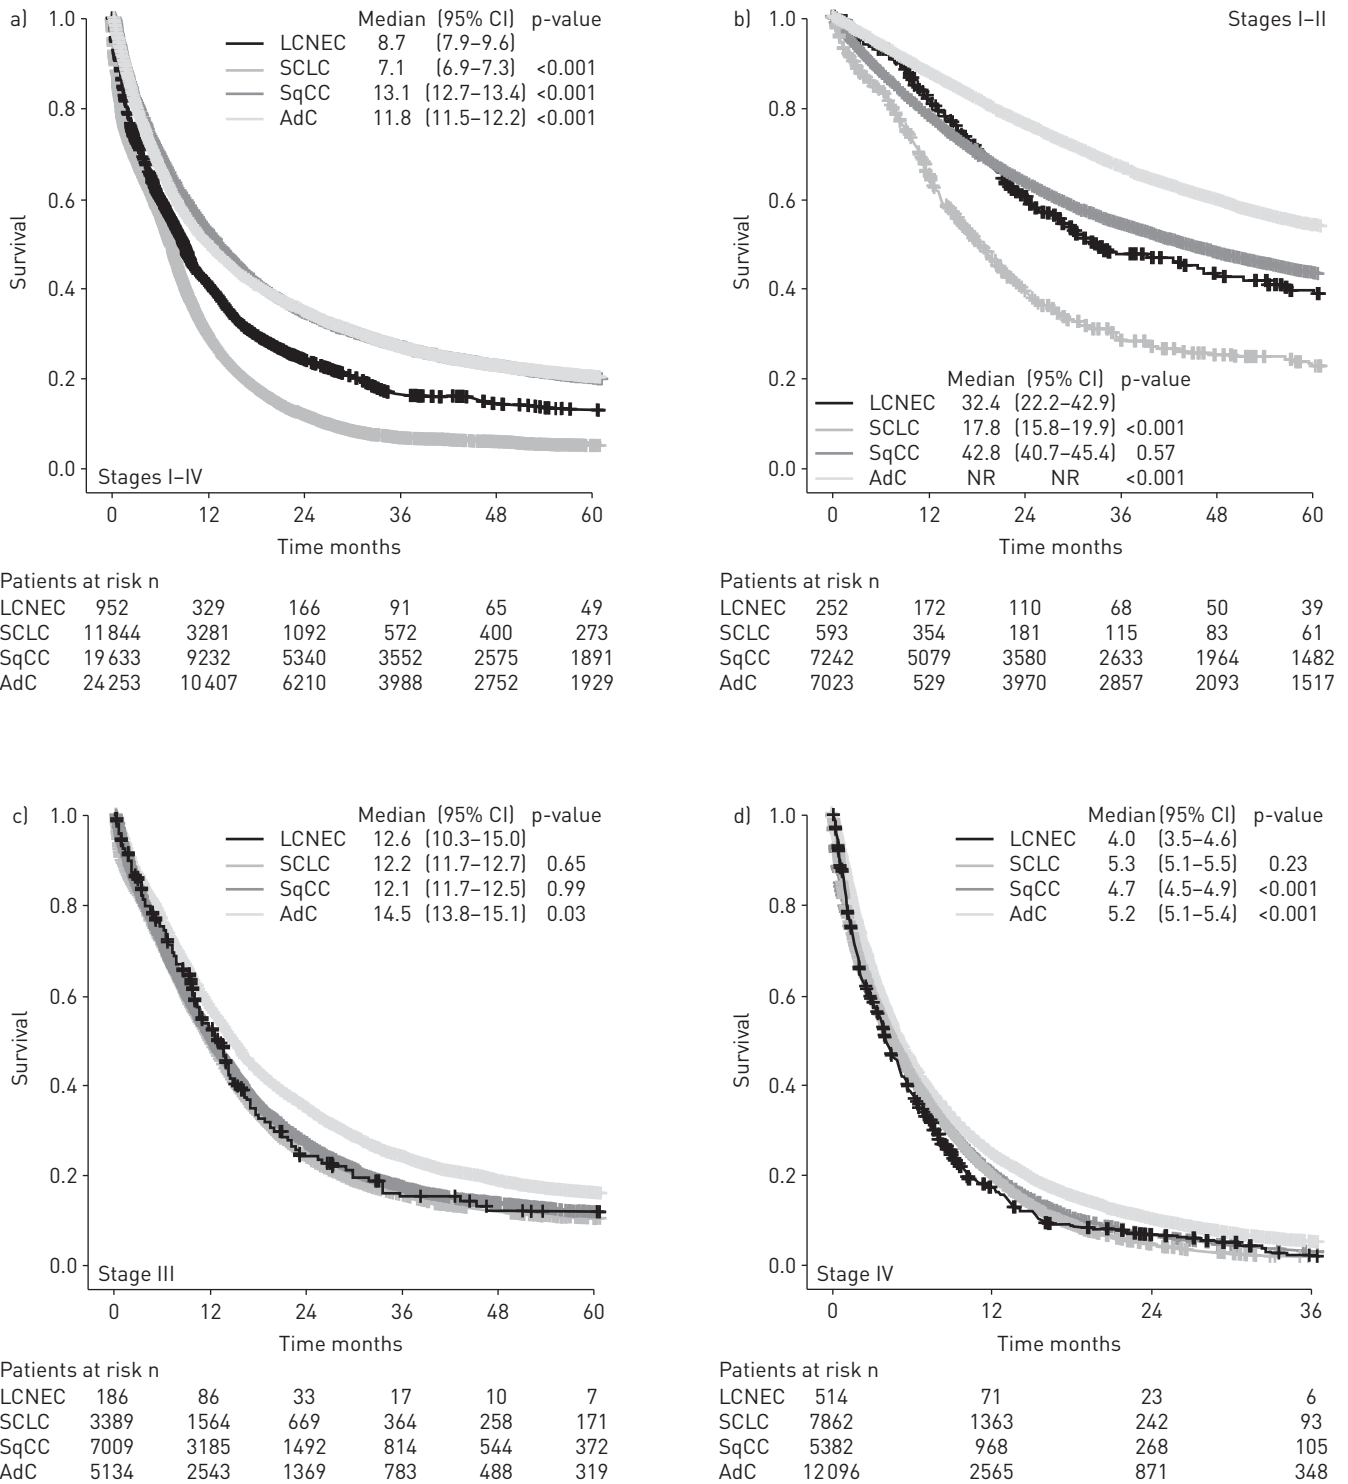 a)
Median (95% CI) p-value
LCNEC 8.7 (7.9–9.6)
SCLC 7.1 (6.9–7.3) <0.001
SqCC 13.1 (12.7–13.4) <0.001
AdC 11.8 (11.5–12.2) <0.001
1.0
0.8
0.6
0.4
0.2
0.0
Survival
Stages I–IV
0 12 24 36 48 60
Time months
Patients at risk n
LCNEC 952 329 166 91 65 49
SCLC 11 844 3281 1092 572 400 273
SqCC 19 633 9232 5340 3552 2575 1891
AdC 24 253 10 407 6210 3988 2752 1929
b)
Stages I–II
1.0
0.8
0.6
0.4
0.2
0.0
Survival
Median (95% CI) p-value
LCNEC 32.4 (22.2–42.9)
SCLC 17.8 (15.8–19.9) <0.001
SqCC 42.8 (40.7–45.4) 0.57
AdC NR NR <0.001
0 12 24 36 48 60
Time months
Patients at risk n
LCNEC 252 172 110 68 50 39
SCLC 593 354 181 115 83 61
SqCC 7242 5079 3580 2633 1964 1482
AdC 7023 529 3970 2857 2093 1517
c)
Median (95% CI) p-value
LCNEC 12.6 (10.3–15.0)
SCLC 12.2 (11.7–12.7) 0.65
SqCC 12.1 (11.7–12.5) 0.99
AdC 14.5 (13.8–15.1) 0.03
1.0
0.8
0.6
0.4
0.2
0.0
Survival
Stage III
0 12 24 36 48 60
Time months
Patients at risk n
LCNEC 186 86 33 17 10 7
SCLC 3389 1564 669 364 258 171
SqCC 7009 3185 1492 814 544 372
AdC 5134 2543 1369 783 488 319
d)
Median (95% CI) p-value
LCNEC 4.0 (3.5–4.6)
SCLC 5.3 (5.1–5.5) 0.23
SqCC 4.7 (4.5–4.9) <0.001
AdC 5.2 (5.1–5.4) <0.001
1.0
0.8
0.6
0.4
0.2
0.0
Survival
Stage IV
0 12 24 36
Time months
Patients at risk n
LCNEC 514 71 23 6
SCLC 7862 1363 242 93
SqCC 5382 968 268 105
AdC 12 096 2565 871 348